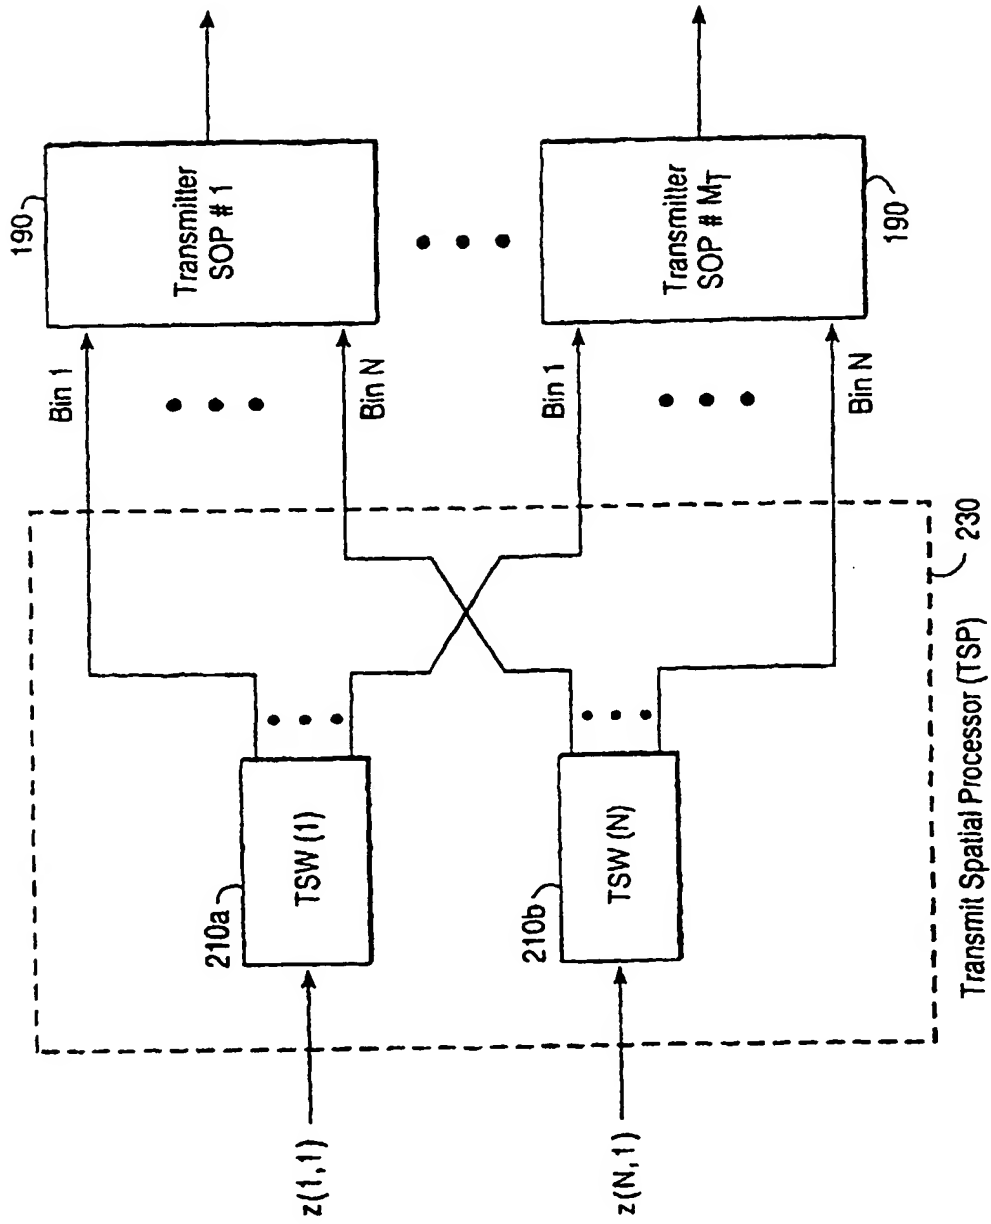 190
Transmitter
SOP # 1
Transmitter
SOP # MT
190
Bin 1
Bin N
Bin 1
Bin N
210a
TSW (1)
210b
TSW (N)
230
Transmit Spatial Processor (TSP)
z(1,1)
z(N,1)